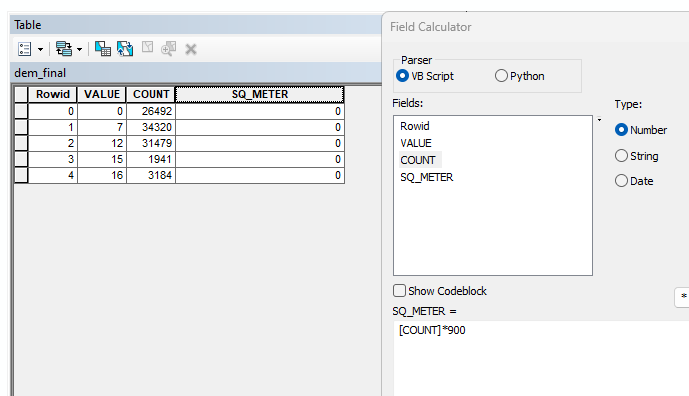 Table
dem_final
Rowid VALUE COUNT SQ_METER
0 0 26492 0
1 7 34320 0
2 12 31479 0
3 15 1941 0
4 16 3184 0
Field Calculator
Parser
VB Script Python
Fields:
Rowid
VALUE
COUNT
SQ_METER
Type:
Number
String
Date
Show Codeblock
*
SQ_METER =
[COUNT]*900